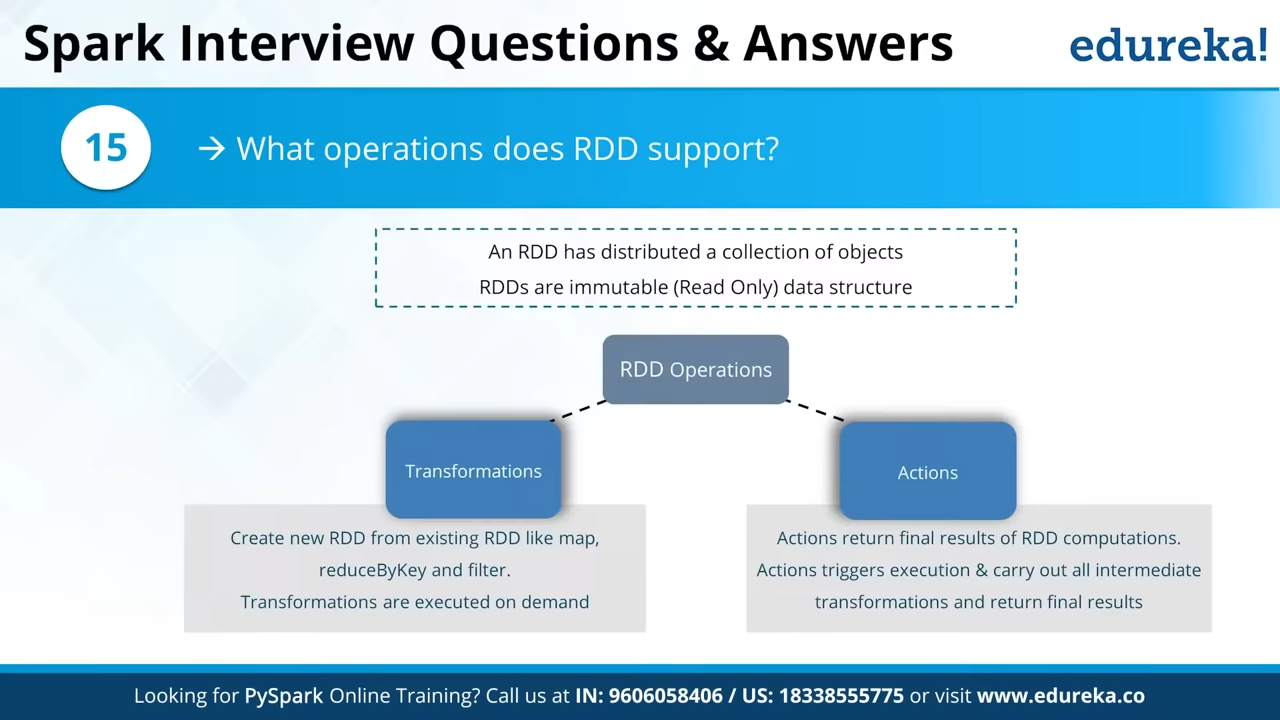 Spark Interview Questions & Answers
edureka!
15
→ What operations does RDD support?
An RDD has distributed a collection of objects
RDDs are immutable (Read Only) data structure
RDD Operations
Transformations
Create new RDD from existing RDD like map,
reduceByKey and filter.
Transformations are executed on demand
Actions
Actions return final results of RDD computations.
Actions triggers execution & carry out all intermediate
transformations and return final results
Looking for PySpark Online Training? Call us at IN: 9606058406 / US: 18338555775 or visit www.edureka.co